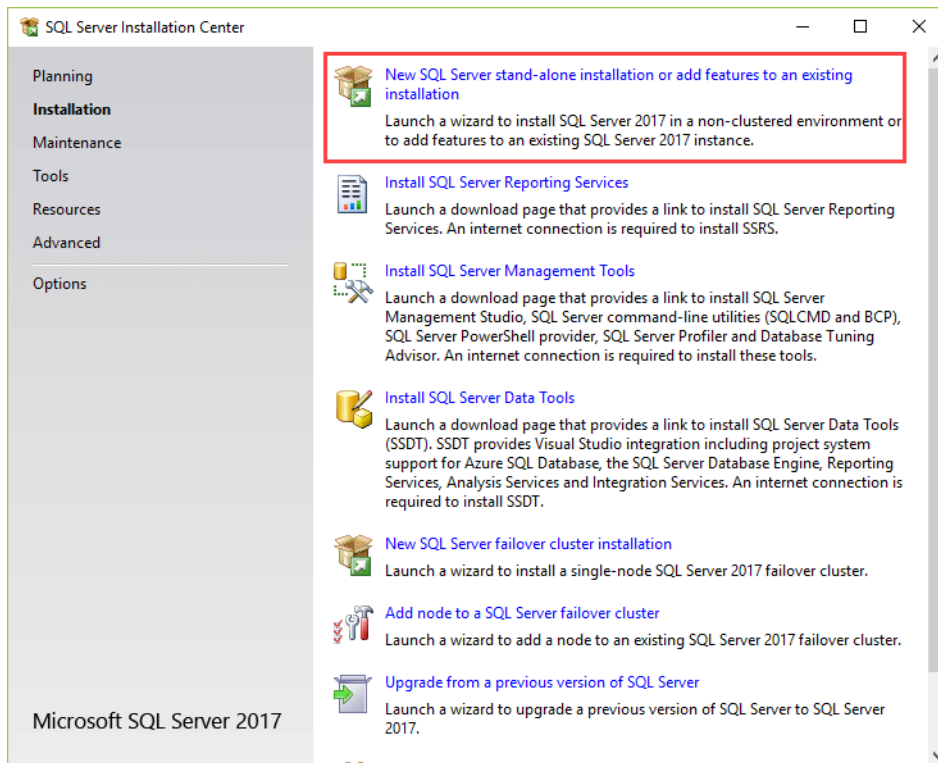 SQL Server Installation Center
Planning
Installation
Maintenance
Tools
Resources
Advanced
Options
Microsoft SQL Server 2017
New SQL Server stand-alone installation or add features to an existing
installation
Launch a wizard to install SQL Server 2017 in a non-clustered environment or
to add features to an existing SQL Server 2017 instance.
Install SQL Server Reporting Services
Launch a download page that provides a link to install SQL Server Reporting
Services. An internet connection is required to install SSRS.
Install SQL Server Management Tools
Launch a download page that provides a link to install SQL Server
Management Studio, SQL Server command-line utilities (SQLCMD and BCP),
SQL Server PowerShell provider, SQL Server Profiler and Database Tuning
Advisor. An internet connection is required to install these tools.
Install SQL Server Data Tools
Launch a download page that provides a link to install SQL Server Data Tools
(SSDT). SSDT provides Visual Studio integration including project system
support for Azure SQL Database, the SQL Server Database Engine, Reporting
Services, Analysis Services and Integration Services. An internet connection is
required to install SSDT.
New SQL Server failover cluster installation
Launch a wizard to install a single-node SQL Server 2017 failover cluster.
Add node to a SQL Server failover cluster
Launch a wizard to add a node to an existing SQL Server 2017 failover cluster.
Upgrade from a previous version of SQL Server
Launch a wizard to upgrade a previous version of SQL Server to SQL Server
2017.